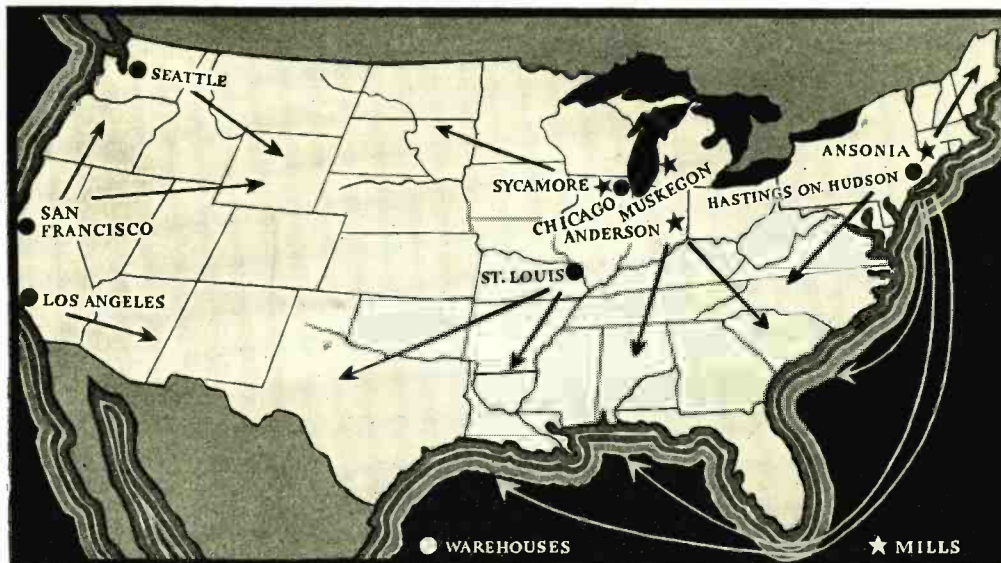 SEATTLE
ANSONIA
HASTINGS ON HUDSON
SYCAMORE
CHICAGO
MUSKEGON
ANDERSON
SAN
FRANCISCO
ST. LOUIS
LOS ANGELES
WAREHOUSES
MILLS